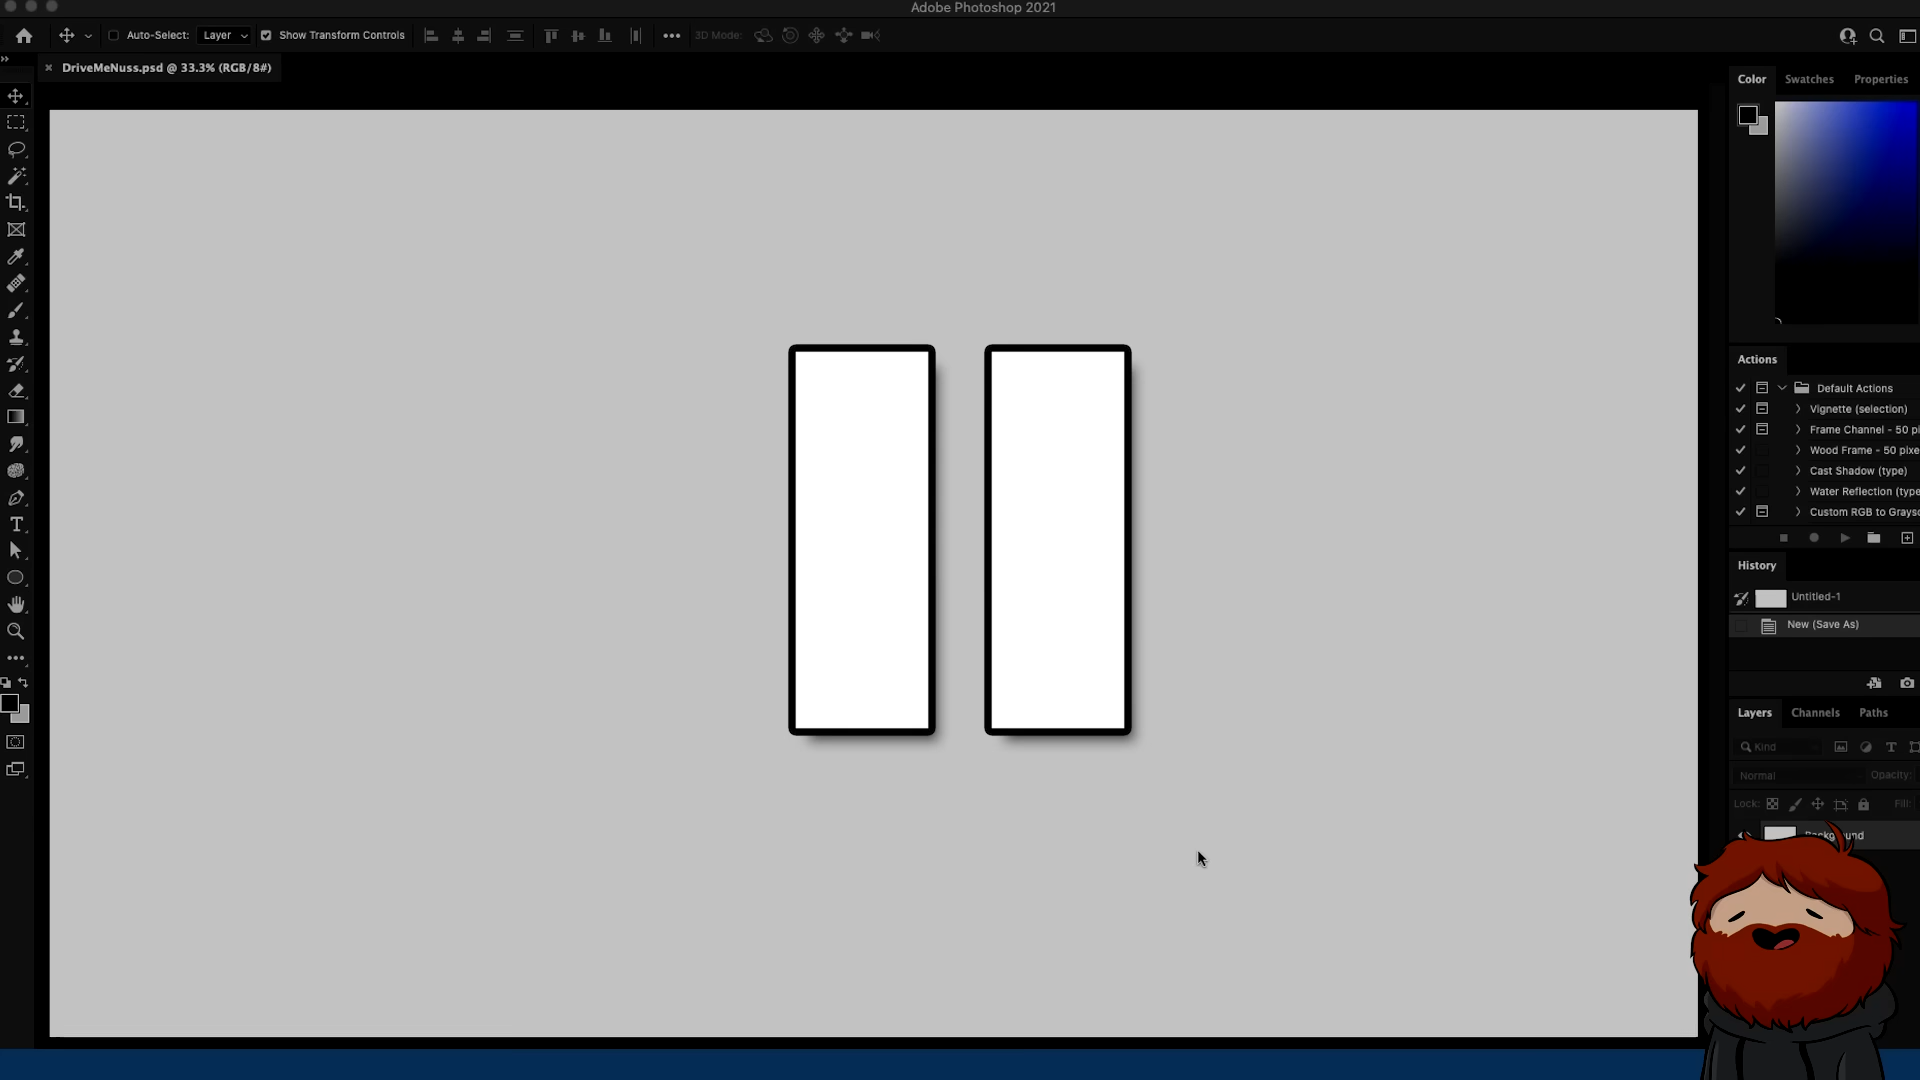 Adobe Photoshop 2021
Auto-Select: Layer Show Transform Controls 3D Mode:
DriveMeNuss.psd @ 33.3% (RGB/8#)
Color Swatches Properties
Actions
Default Actions
Vignette (selection)
Frame Channel - 50 pi
Wood Frame - 50 pixe
Cast Shadow (type)
Water Reflection (type
Custom RGB to Graysc
History
Untitled-1
New (Save As)
Layers Channels Paths
Kind
Normal Opacity:
Lock: Fill: